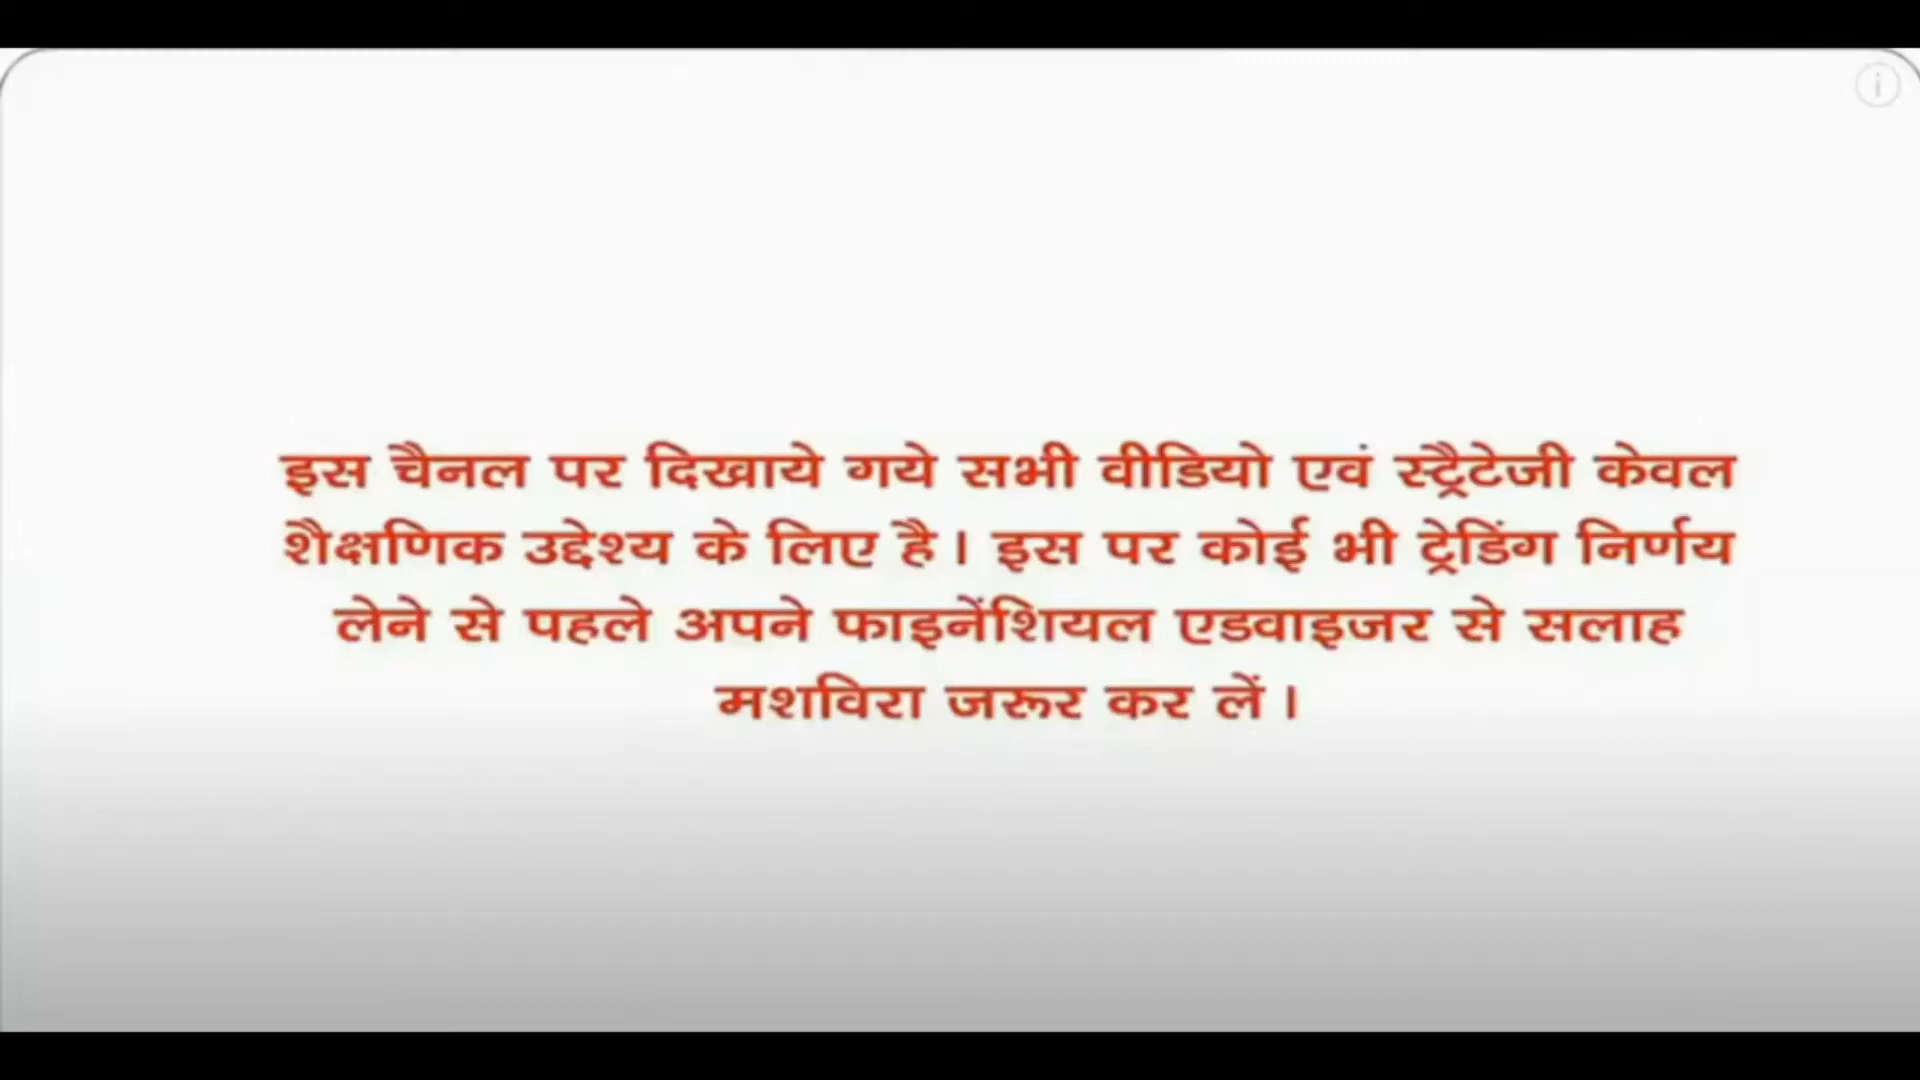 इस चैनल पर दिखाये गये सभी वीडियो एवं स्ट्रैटेजी केवल
शैक्षणिक उद्देश्य के लिए है। इस पर कोई भी ट्रेडिंग निर्णय
लेने से पहले अपने फाइनेंशियल एडवाइजर से सलाह
मशविरा जरूर कर लें।